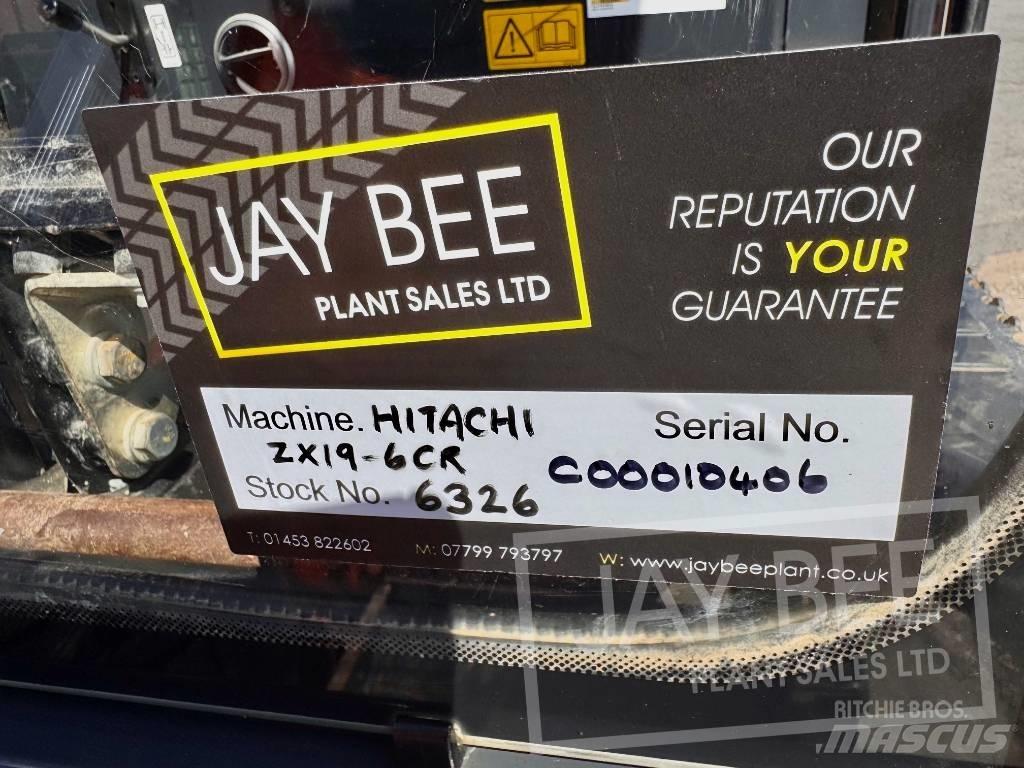 JAY BEE
PLANT SALES LTD
OUR
REPUTATION
IS YOUR
GUARANTEE
Machine. HITACHI
ZX19-6CR
Serial No.
C00010406
Stock No. 6326
T: 01453 822602 M: 07799 793797 W: www.jaybeeplant.co.uk
JAY BEE
PLANT SALES LTD
RITCHIE BROS.
MASCUS